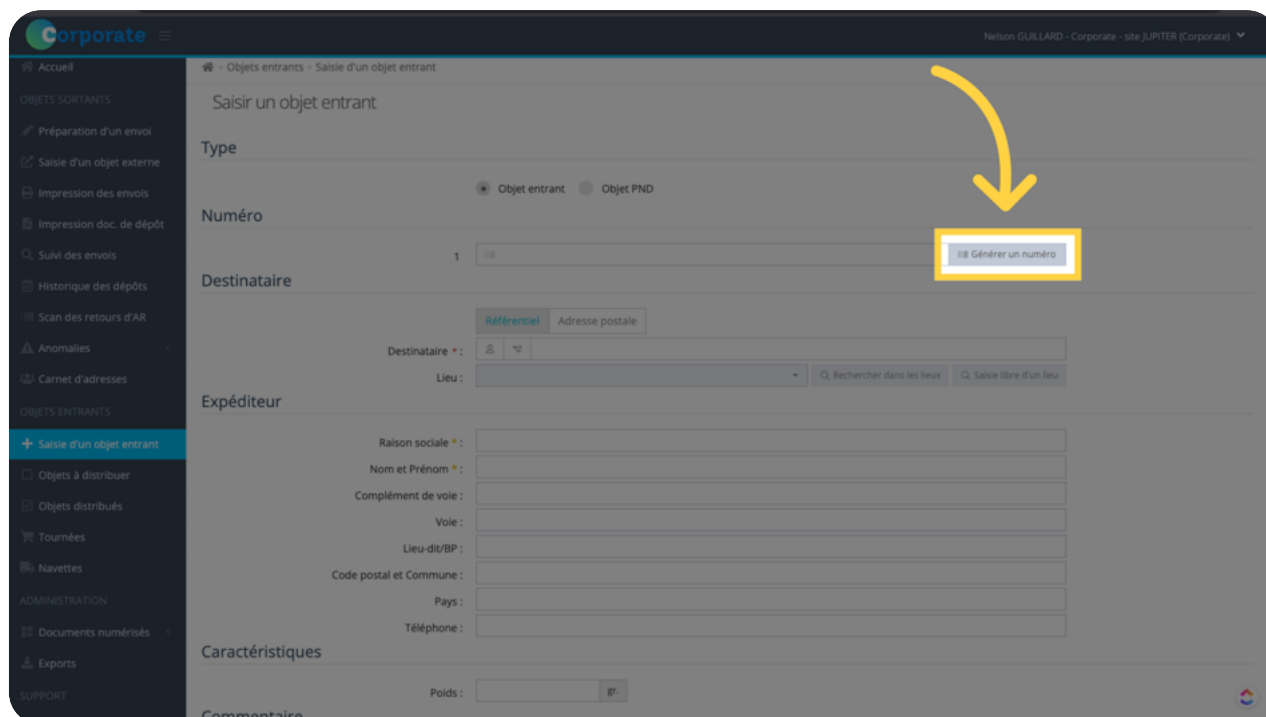 Corporate
Nelson GUILLARD - Corporate - site JUPITER (Corporate)
Accueil
OBJETS SORTANTS
Préparation d'un envoi
Saisie d'un objet externe
Impression des envois
Impression doc. de dépôt
Suivi des envois
Historique des dépôts
Scan des retours d'AR
Anomalies
Carnet d'adresses
OBJETS ENTRANTS
Saisie d'un objet entrant
Objets à distribuer
Objets distribués
Tournées
Navettes
ADMINISTRATION
Documents numérisés
Exports
SUPPORT
- Objets entrants - Saisie d'un objet entrant
Saisir un objet entrant
Type
Objet entrant Objet PND
Numéro
1 Générer un numéro
Destinataire
Référentiel Adresse postale
Destinataire * :
Lieu : Rechercher dans les lieux Saisie libre d'un lieu
Expéditeur
Raison sociale * :
Nom et Prénom * :
Complément de voie :
Voie :
Lieu-dit/BP :
Code postal et Commune :
Pays :
Téléphone :
Caractéristiques
Poids : gr.
Commentaire